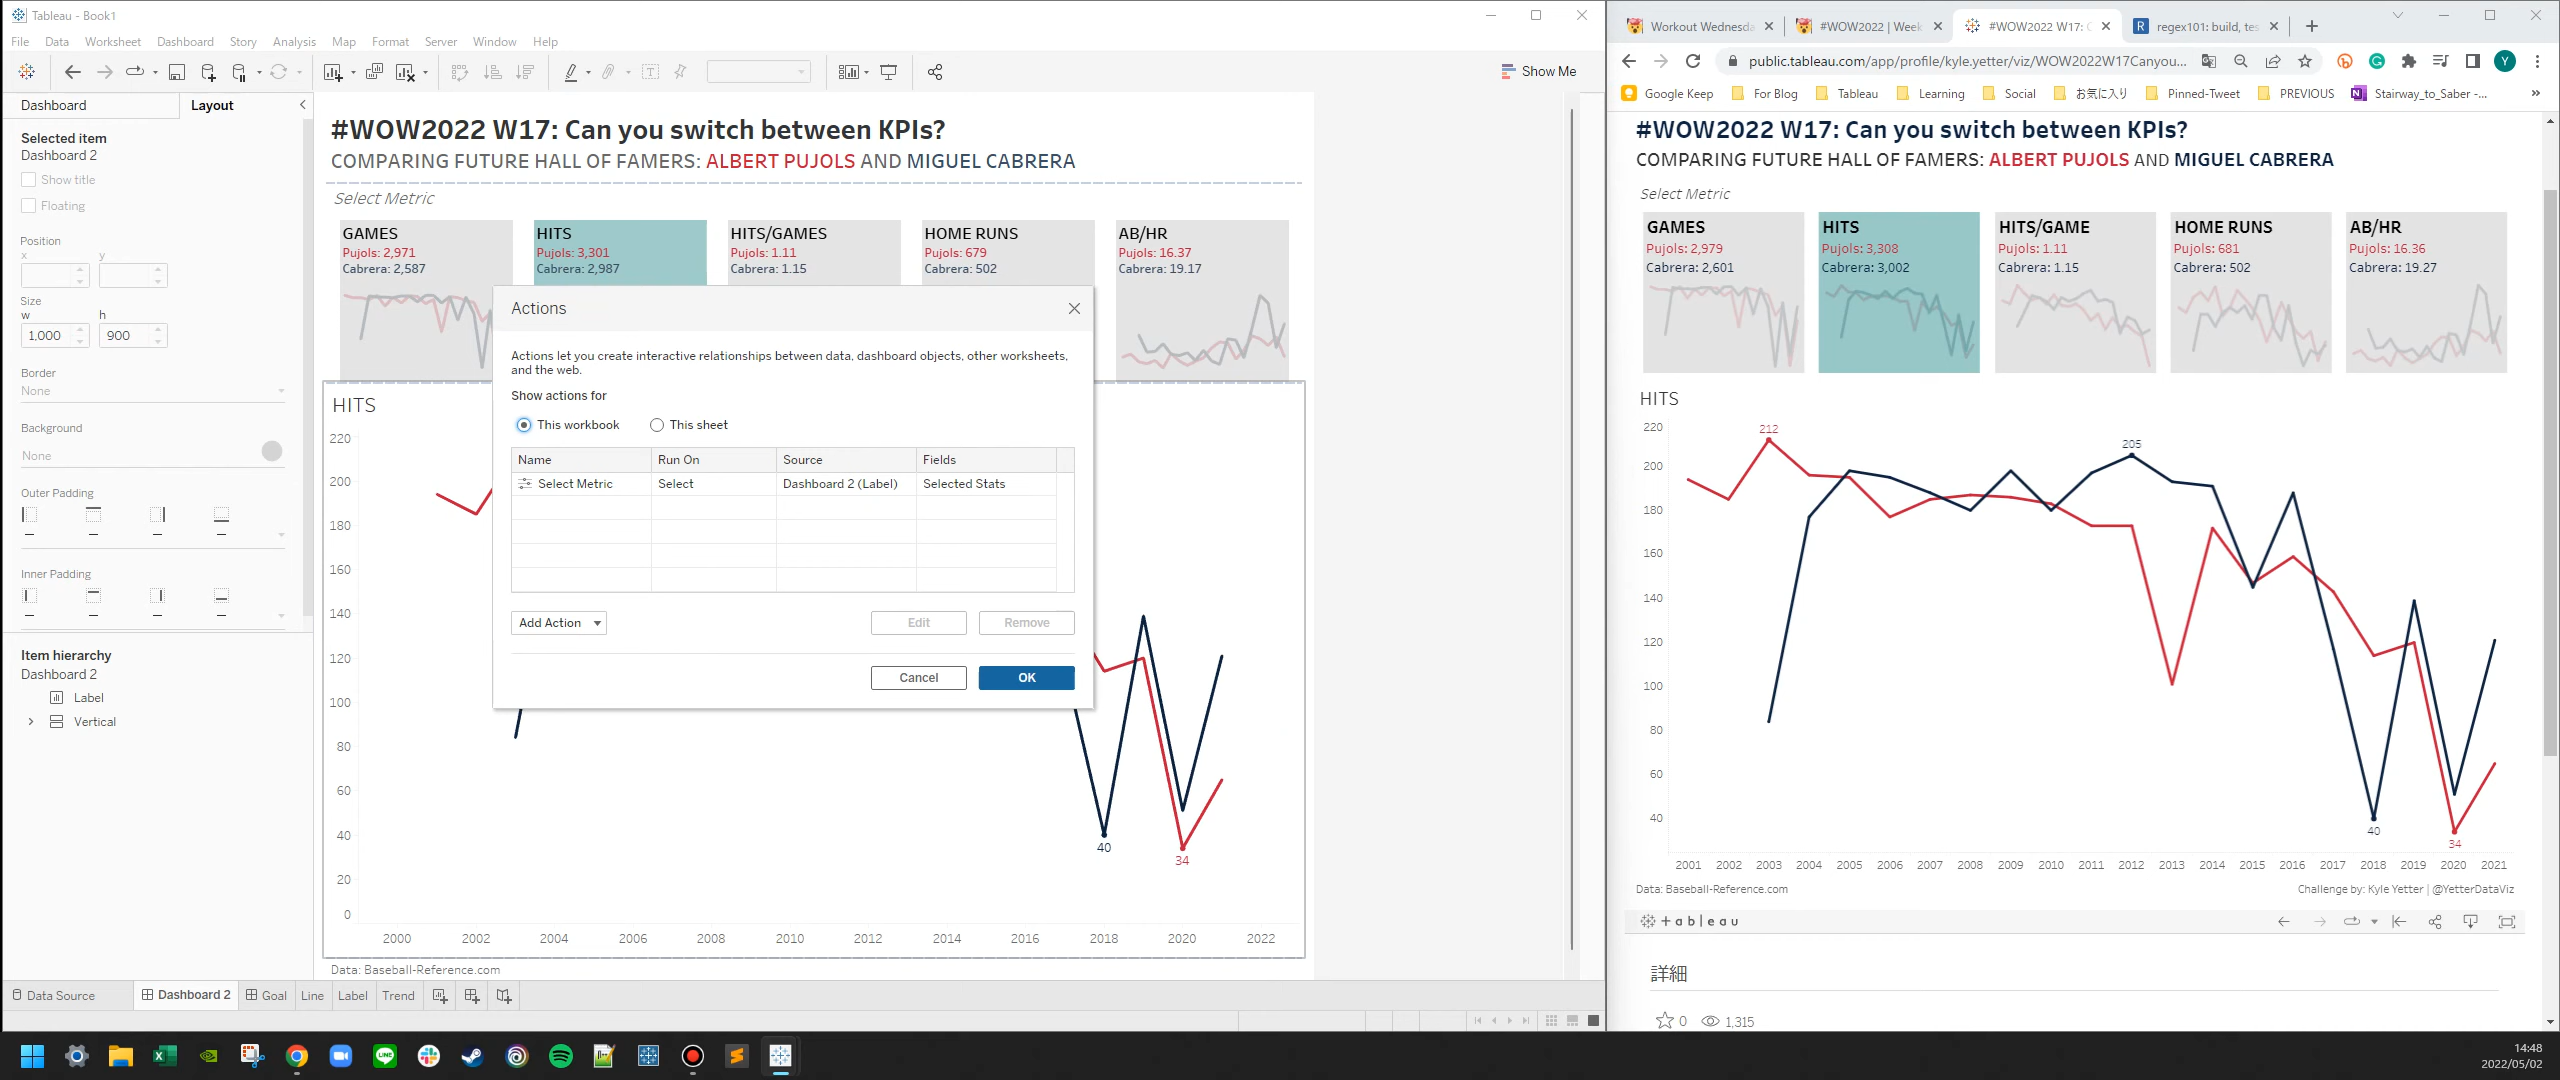 Tableau - Book1
File Data Worksheet Dashboard Story Analysis Map Format Server Window Help
Show Me
Dashboard
Layout
Selected item
Dashboard 2
Show title
Floating
Position
x y
Size
w h
1,000 900
Border
None
Background
None
Outer Padding
Inner Padding
Item hierarchy
Dashboard 2
Label
Vertical
#WOW2022 W17: Can you switch between KPIs?
COMPARING FUTURE HALL OF FAMERS: ALBERT PUJOLS AND MIGUEL CABRERA
Select Metric
GAMES
Pujols: 2,971
Cabrera: 2,587
HITS
Pujols: 3,301
Cabrera: 2,987
HITS/GAMES
Pujols: 1.11
Cabrera: 1.15
HOME RUNS
Pujols: 679
Cabrera: 502
AB/HR
Pujols: 16.37
Cabrera: 19.17
Actions
Actions let you create interactive relationships between data, dashboard objects, other worksheets,
and the web.
Show actions for
This workbook This sheet
Name Run On Source Fields
Select Metric Select Dashboard 2 (Label) Selected Stats
Add Action Edit Remove
Cancel OK
HITS
220
200
180
160
140
120
100
80
60
40
20
0
40
34
2000 2002 2004 2006 2008 2010 2012 2014 2016 2018 2020 2022
Data: Baseball-Reference.com
Data Source Dashboard 2 Goal Line Label Trend
Workout Wednesda
#WOW2022 | Week
#WOW2022 W17: C
regex101: build, tes
public.tableau.com/app/profile/kyle.yetter/viz/WOW2022W17Canyou...
Y
Google Keep For Blog Tableau Learning Social お気に入り Pinned-Tweet PREVIOUS Stairway_to_Saber -...
#WOW2022 W17: Can you switch between KPIs?
COMPARING FUTURE HALL OF FAMERS: ALBERT PUJOLS AND MIGUEL CABRERA
Select Metric
GAMES
Pujols: 2,979
Cabrera: 2,601
HITS
Pujols: 3,308
Cabrera: 3,002
HITS/GAME
Pujols: 1.11
Cabrera: 1.15
HOME RUNS
Pujols: 681
Cabrera: 502
AB/HR
Pujols: 16.36
Cabrera: 19.27
HITS
220
200
180
160
140
120
100
80
60
40
212
205
40
34
2001 2002 2003 2004 2005 2006 2007 2008 2009 2010 2011 2012 2013 2014 2015 2016 2017 2018 2019 2020 2021
Data: Baseball-Reference.com
Challenge by: Kyle Yetter | @YetterDataViz
+ableau
詳細
0 1,315
14:48
2022/05/02